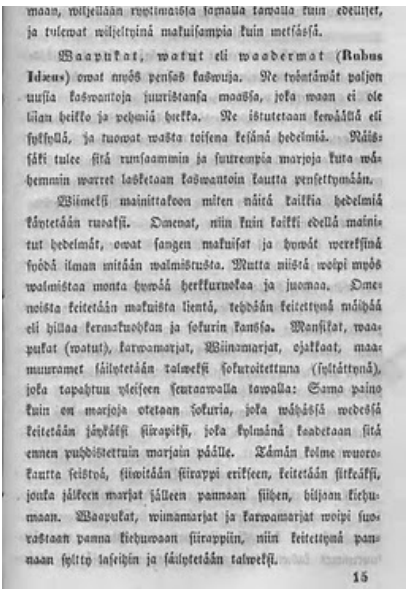 maan, wiljellään ryytimaissa samalla tawalla kuin edelliset,
ja tulewat wiljeltyinä makuisampia kuin metsässä.
Waapukat, watut eli waadermat (Rubus
Idæus) owat myös pensas kaswuja. Ne työntäwät paljon
uusia kaswantoja juuristansa maassa, joka waan ei ole
liian heikko ja pehmiä hiekka. Ne istutetaan kewäällä eli
syksyllä, ja tuowat wasta toisena kesänä hedelmiä. Näis-
säki tulee sitä runsaammin ja suurempia marjoja kuta wä-
hemmin warret lasketaan kaswantoin kautta pensettymään.
Wiimeksi mainittakoon miten näitä kaikkia hedelmiä
käytetään ruoaksi. Omenat, niin kuin kaikki edellä maini-
tut hedelmät, owat sangen makuisat ja hywät wereksinä
syödä ilman mitään walmistusta. Mutta niistä woipi myös
walmistaa monta hywää herkkuruokaa ja juomaa. Ome-
noista keitetään makuista lientä, tehdään keitettynä mäihää
eli hillaa kermakuohkan ja sokurin kanssa. Mansikat, waa-
pukat (watut), karwamarjat, Wiinamarjat, ojakkaat, maa-
muuramet säilytetään talweksi sokuroitettuna (syltättynä),
joka tapahtuu yleiseen seuraawalla tawalla: Sama paino
kuin on marjoja otetaan sokuria, joka wähässä wedessä
keitetään jäykäksi siirapiksi, joka kylmänä kaadetaan sitä
ennen puhdistettuin marjain päälle. Tämän kolme wuoro-
kautta seistyä, siiwitään siirappi erikseen, keitetään sitkeäksi,
jonka jälkeen marjat jälleen pannaan siihen, hiljaan kiehu-
maan. Waapukat, wiinamarjat ja karwamarjat woipi suo-
rastaan panna kiehuwaan siirappiin, niin keitettynä pan-
naan syltty laseihin ja säilytetään talweksi.
15